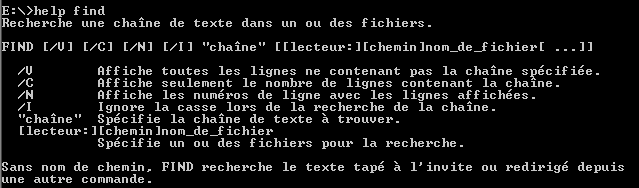 E:\>help find
Recherche une chaîne de texte dans un ou des fichiers.
FIND [/V] [/C] [/N] [/I] "chaîne" [[lecteur:][chemin]nom_de_fichier[ ...]]
/V Affiche toutes les lignes ne contenant pas la chaîne spécifiée.
/C Affiche seulement le nombre de lignes contenant la chaîne.
/N Affiche les numéros de ligne avec les lignes affichées.
/I Ignore la casse lors de la recherche de la chaîne.
"chaîne" Spécifie la chaîne de texte à trouver.
[lecteur:][chemin]nom_de_fichier
Spécifie un ou des fichiers pour la recherche.
Sans nom de chemin, FIND recherche le texte tapé à l'invite ou redirigé depuis
une autre commande.